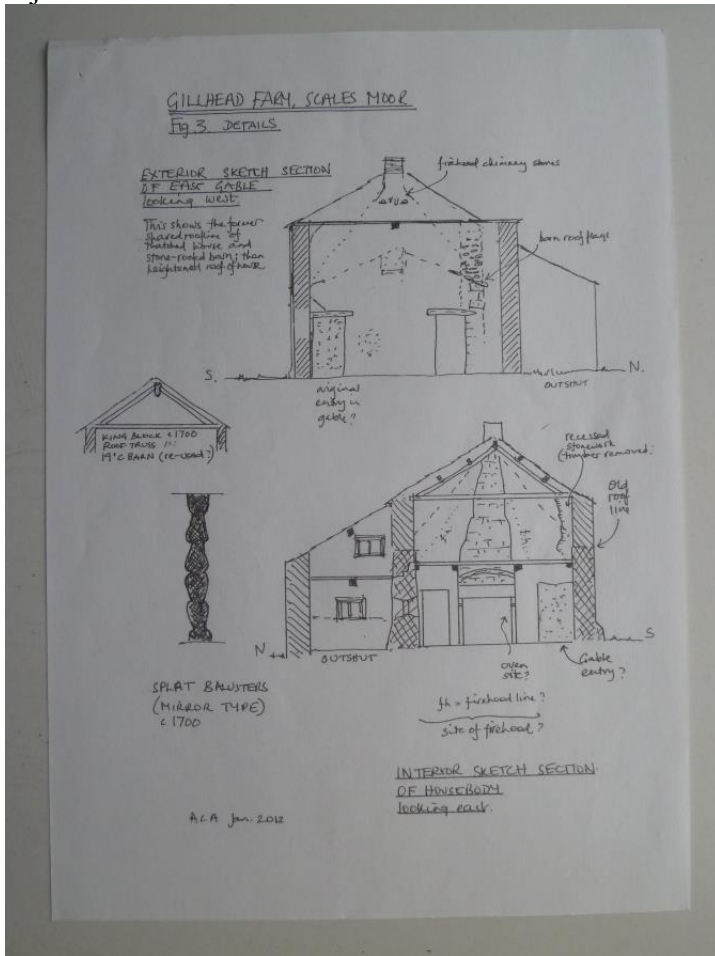 GILLHEAD FARM, SCALES MOOR
Fig 3. DETAILS
EXTERIOR SKETCH SECTION
OF EAST GABLE
looking west.
This shows the former
shared roofline of
thatched house and
stone-roofed barn; then
heightened roof of house
firehood chimney stones
barn roof flags
S.
N.
OUTSHUT
original
entry in
gable?
KING BLOCK c1700
ROOF TRUSS in
19thC BARN (re-used?)
recessed
stonework
(timber removed.
Old
roof
line
fh
fh
N
OUTSHUT
S
oven
site?
Gable
entry?
SPLAT BALUSTERS
(MIRROR TYPE)
c 1700
fh = firehood line?
site of firehood?
INTERIOR SKETCH SECTION
OF HOUSEBODY
looking east.
ACA Jan. 2012